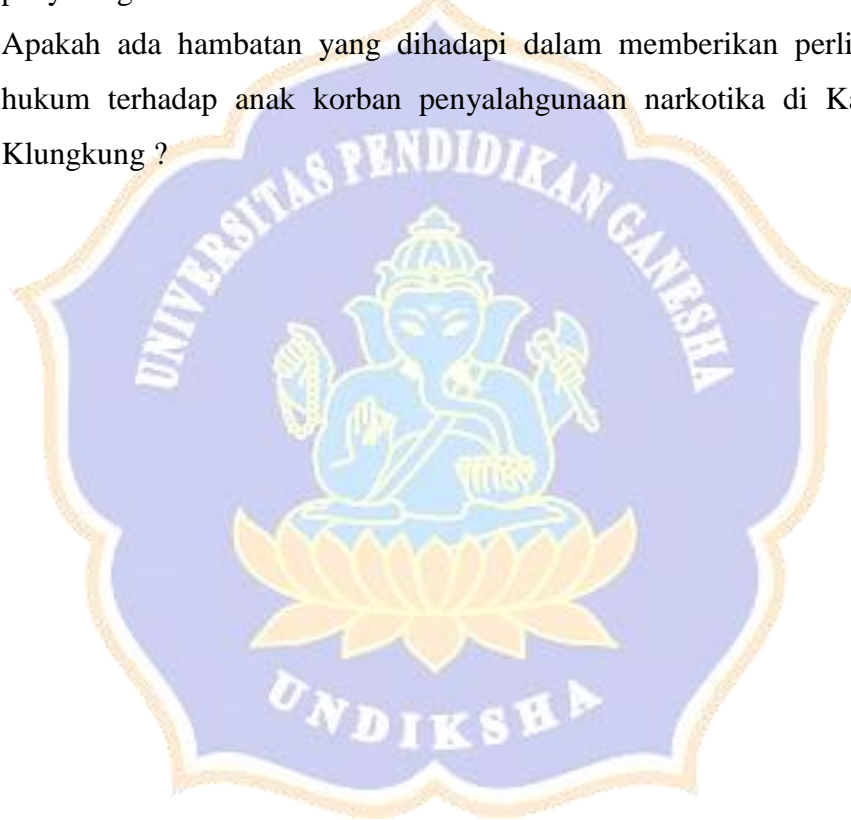 Apakah ada hambatan yang dihadapi dalam memberikan perli
hukum terhadap anak korban penyalahgunaan narkotika di Ka
Klungkung ?
UNIVERSITAS PENDIDIKAN GANESHA
UNDIKSHA